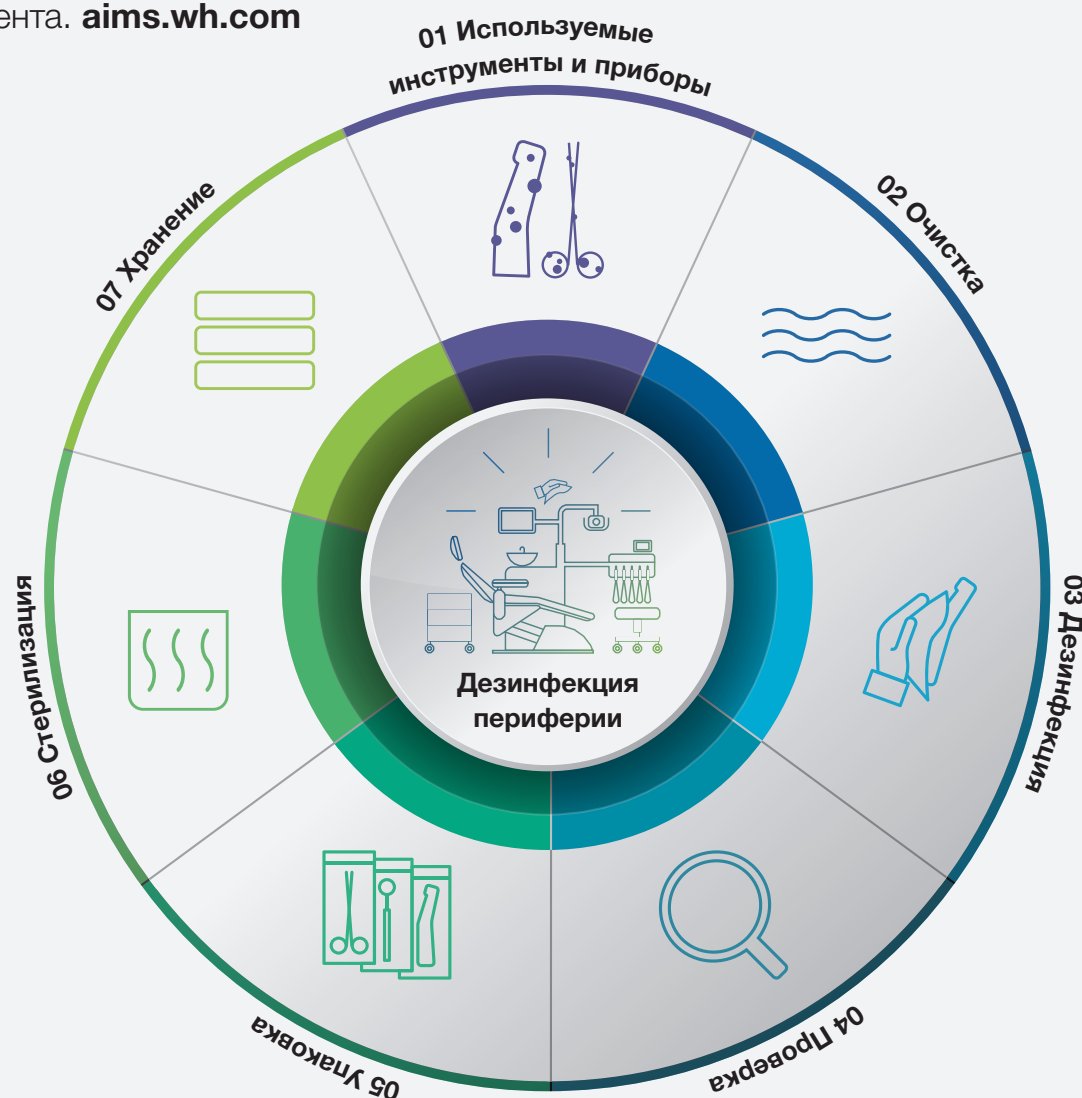 ента. aims.wh.com
01 Используемые
инструменты и приборы
02 Очистка
03 Дезинфекция
04 Проверка
05 Упаковка
06 Стерилизация
07 Хранение
Дезинфекция
периферии